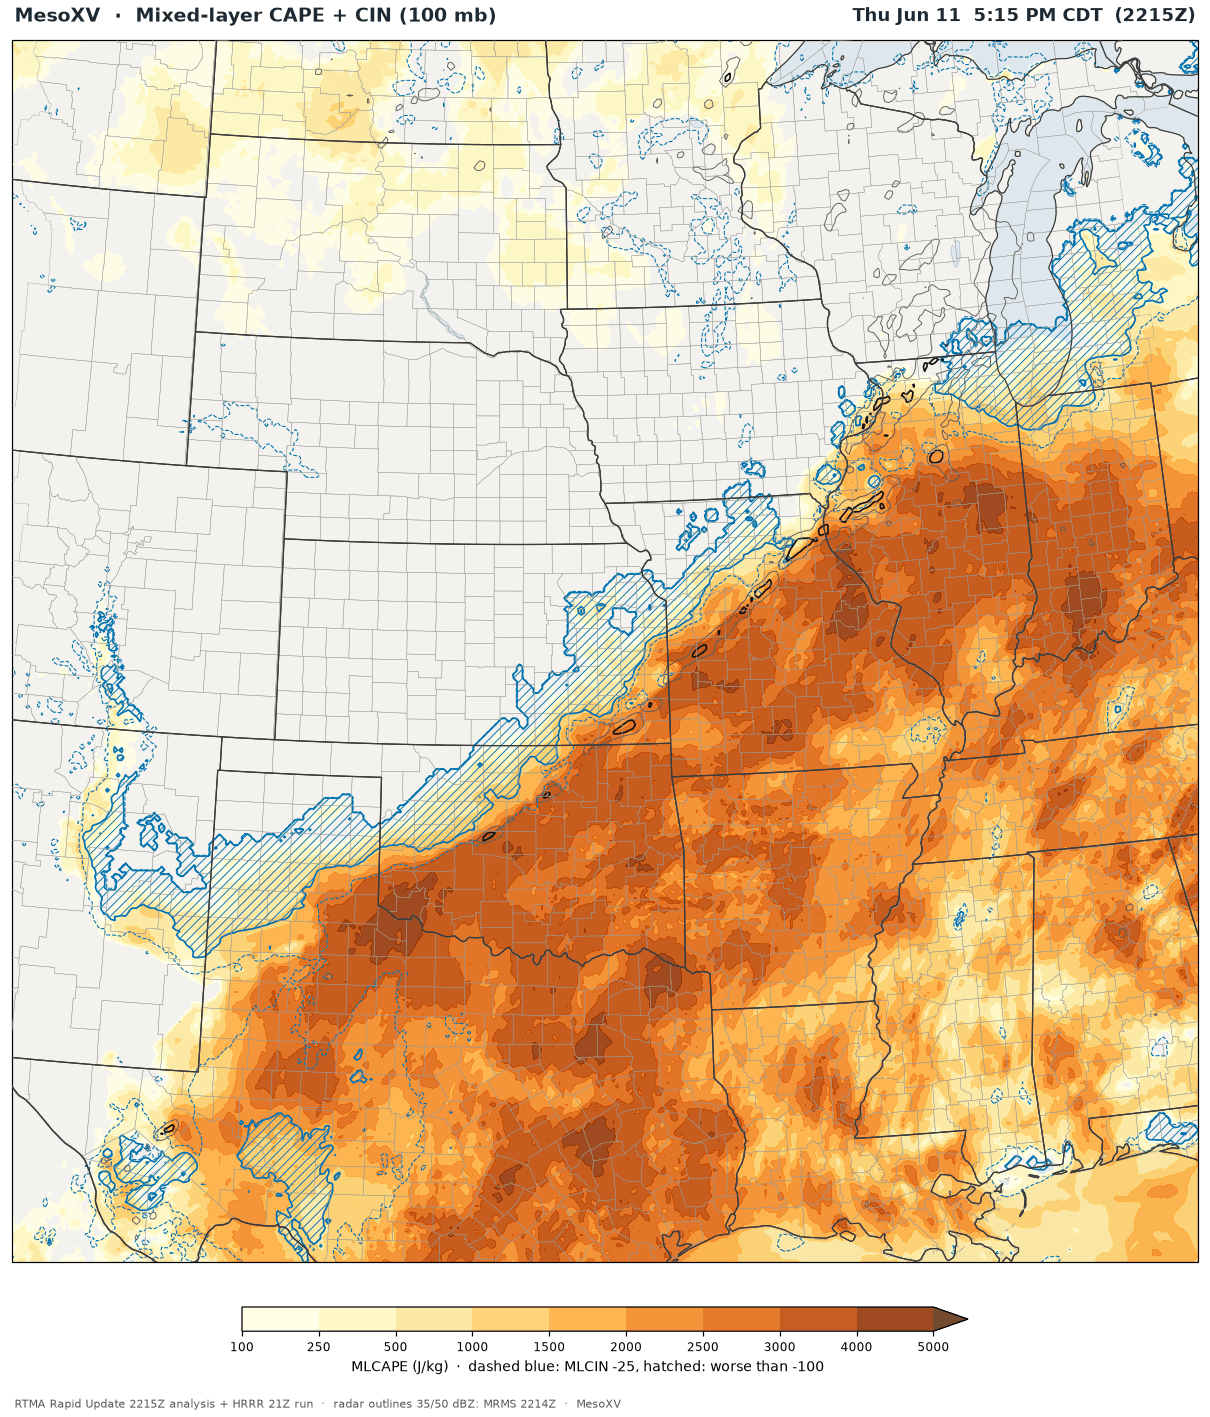 MesoXV · Mixed-layer CAPE + CIN (100 mb)
Thu Jun 11 5:15 PM CDT (2215Z)
100 250 500 1000 1500 2000 2500 3000 4000 5000
MLCAPE (J/kg) · dashed blue: MLCIN -25, hatched: worse than -100
RTMA Rapid Update 2215Z analysis + HRRR 21Z run · radar outlines 35/50 dBZ: MRMS 2214Z · MesoXV